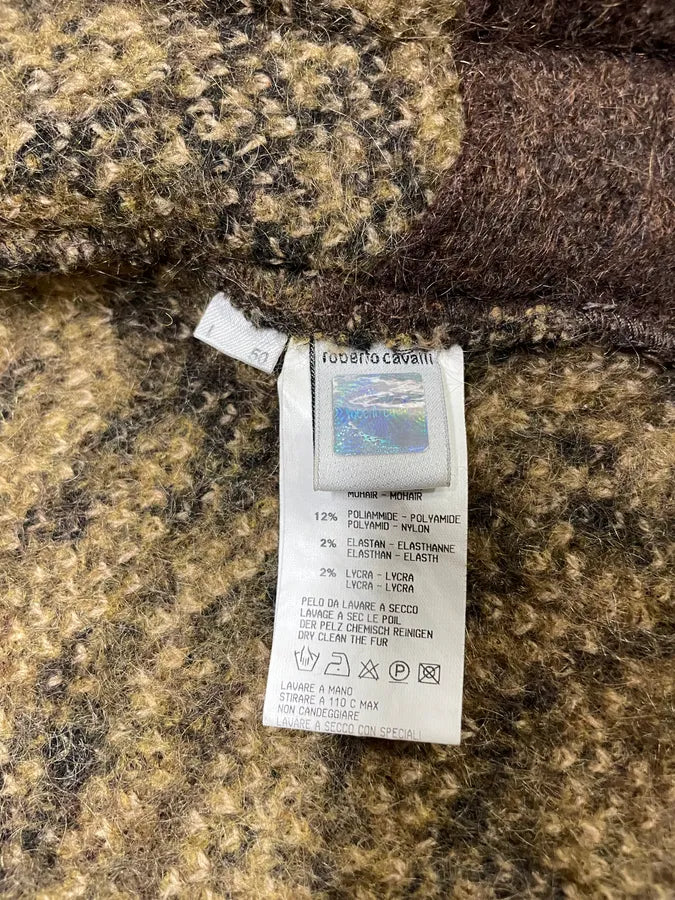 I 50
roberto cavalli
MOHAIR - MOHAIR
12% POLIAMMIDE - POLYAMIDE
POLYAMID - NYLON
2% ELASTAN - ELASTHANNE
ELASTHAN - ELASTH
2% LYCRA - LYCRA
LYCRA - LYCRA
PELO DA LAVARE A SECCO
LAVAGE A SEC LE POIL
DER PELZ CHEMISCH REINIGEN
DRY CLEAN THE FUR
P
LAVARE A MANO
STIRARE A 110 C MAX
NON CANDEGGIARE
LAVARE A SECCO CON SPECIALI